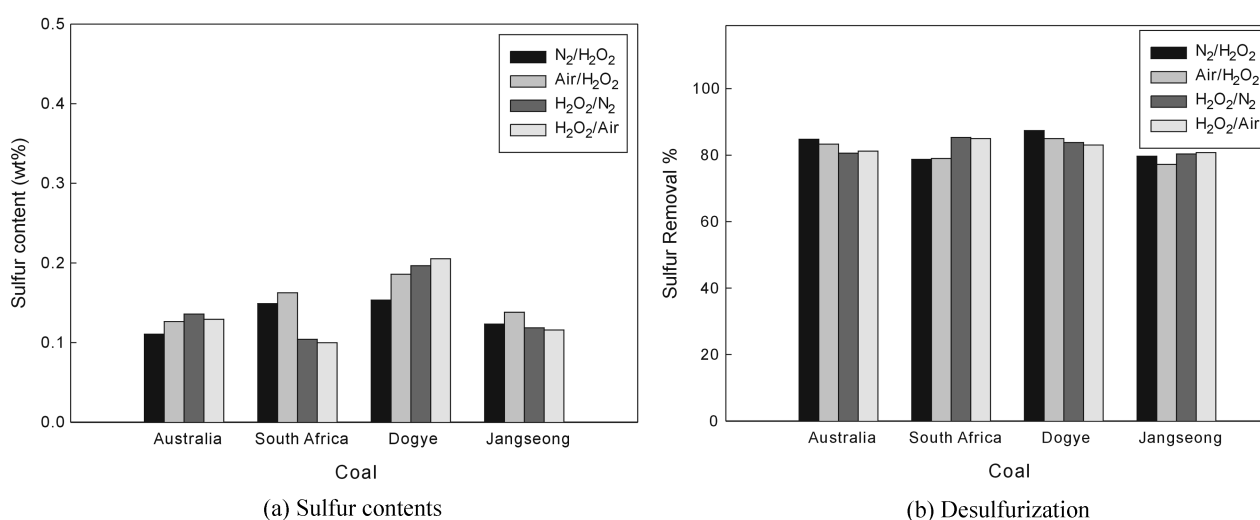 0.5
0.4
0.3
0.2
0.1
0.0
Sulfur content (wt%)
N₂/H₂O₂
Air/H₂O₂
H₂O₂/N₂
H₂O₂/Air
Australia South Africa Dogye Jangseong
Coal
(a) Sulfur contents
100
80
60
40
20
0
Sulfur Removal %
N₂/H₂O₂
Air/H₂O₂
H₂O₂/N₂
H₂O₂/Air
Australia South Africa Dogye Jangseong
Coal
(b) Desulfurization